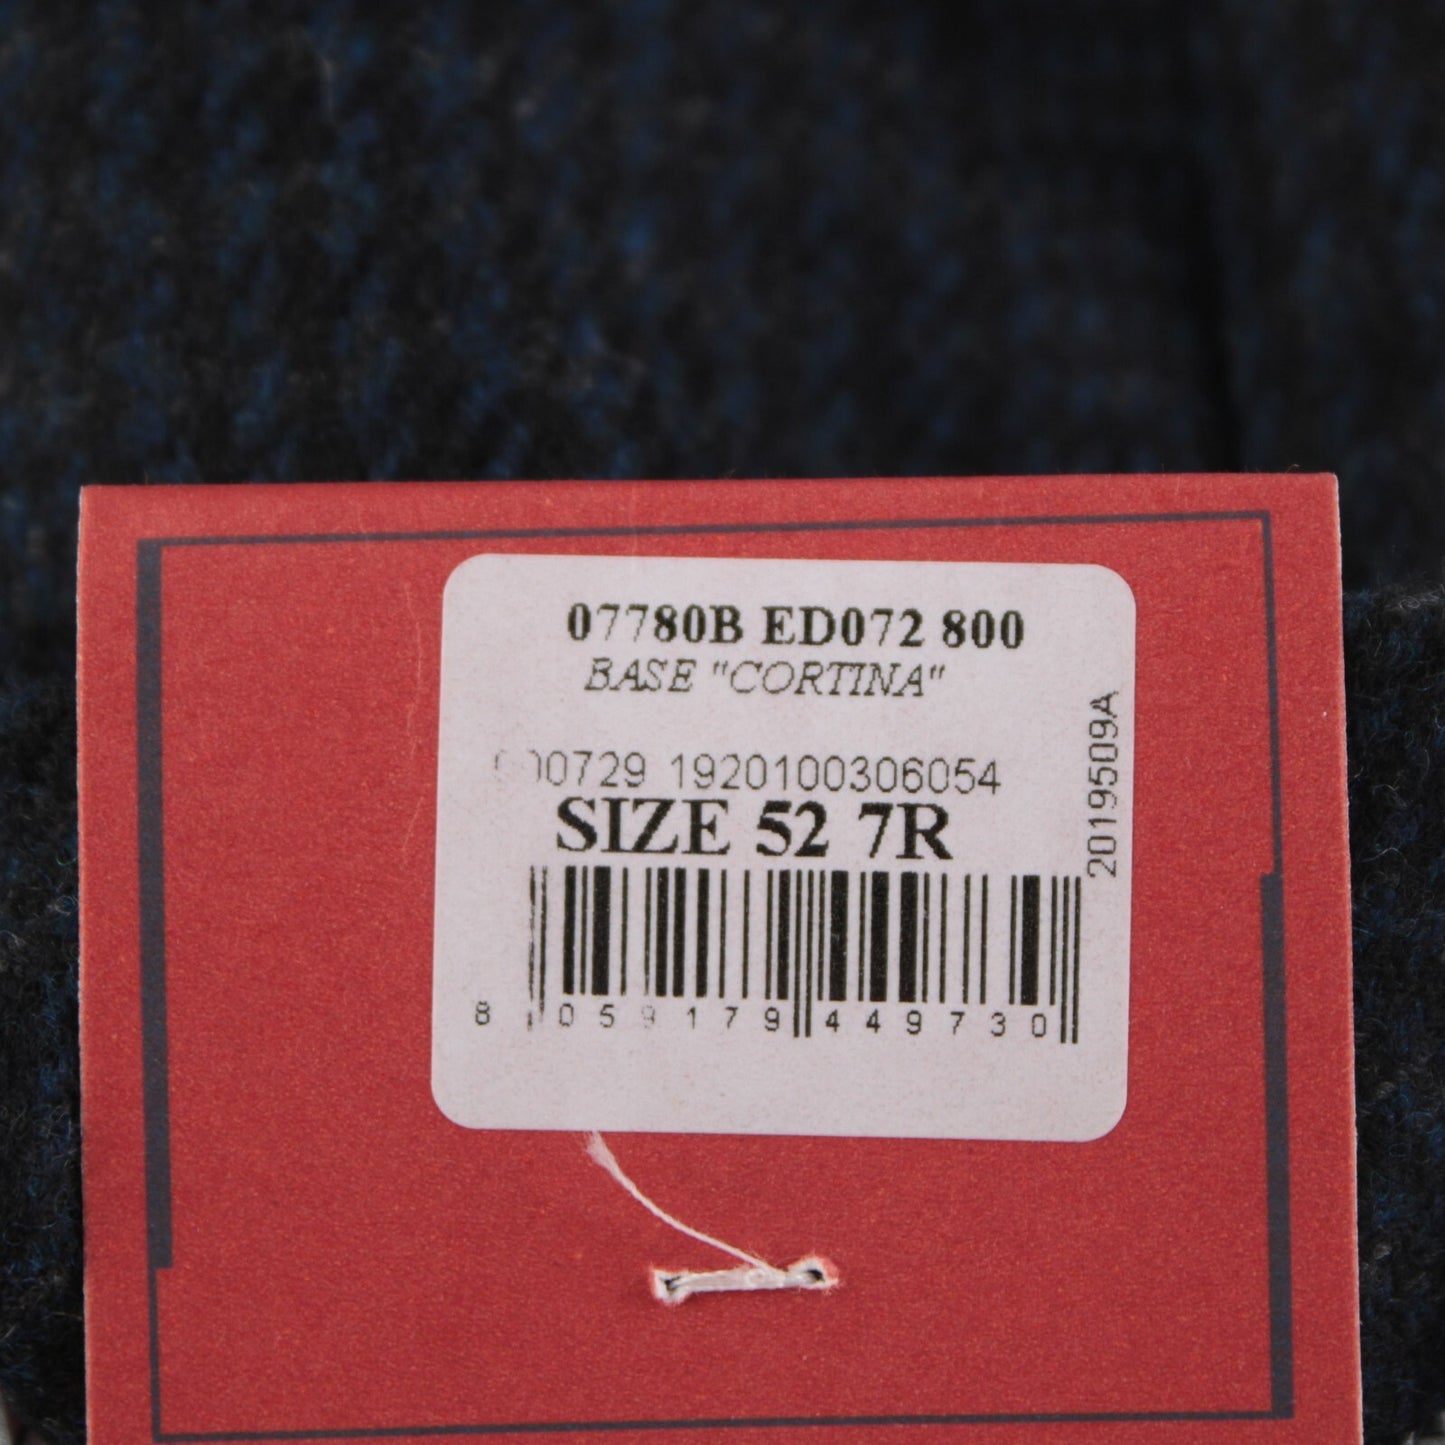 07780B ED072 800
BASE "CORTINA"
1920100306054
SIZE 52 7R
8 059179 449730
2019509A